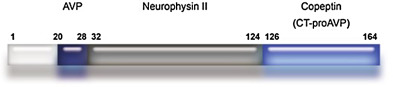 AVP Neurophysin II Copeptin
(CT-proAVP)
1 20 28 32 124 126 164